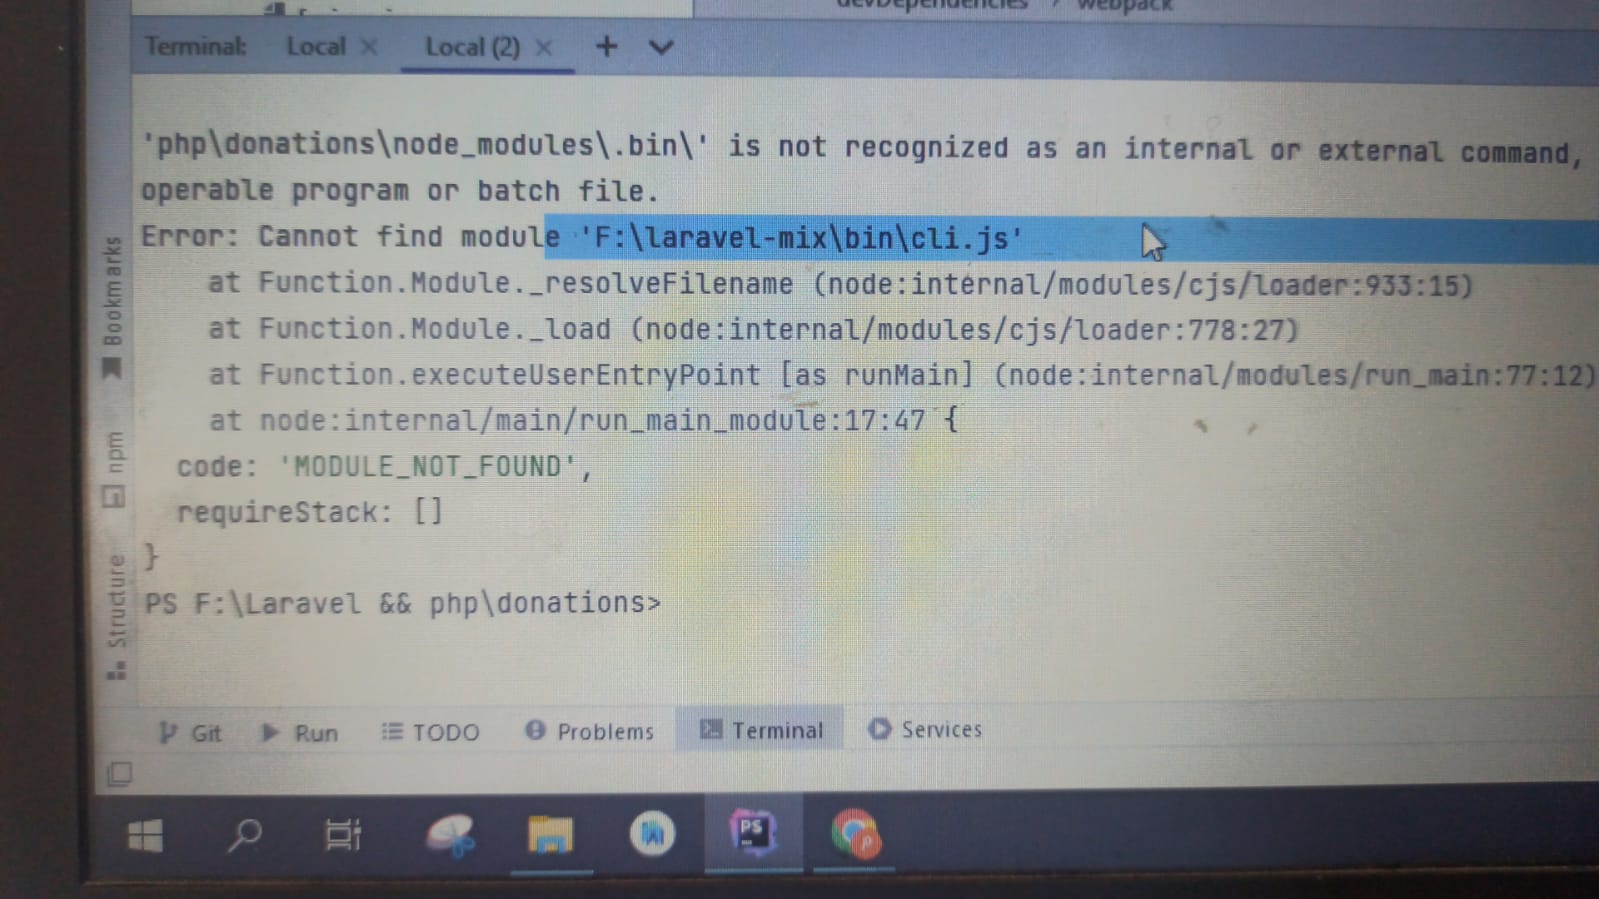 devDependencies › webpack
Terminal: Local × Local (2) × +
'php\donations\node_modules\.bin\' is not recognized as an internal or external command,
operable program or batch file.
Error: Cannot find module 'F:\laravel-mix\bin\cli.js'
at Function.Module._resolveFilename (node:internal/modules/cjs/loader:933:15)
at Function.Module._load (node:internal/modules/cjs/loader:778:27)
at Function.executeUserEntryPoint [as runMain] (node:internal/modules/run_main:77:12)
at node:internal/main/run_main_module:17:47 {
code: 'MODULE_NOT_FOUND',
requireStack: []
}
PS F:\Laravel && php\donations>
Bookmarks
npm
Structure
Git Run TODO Problems Terminal Services
PS